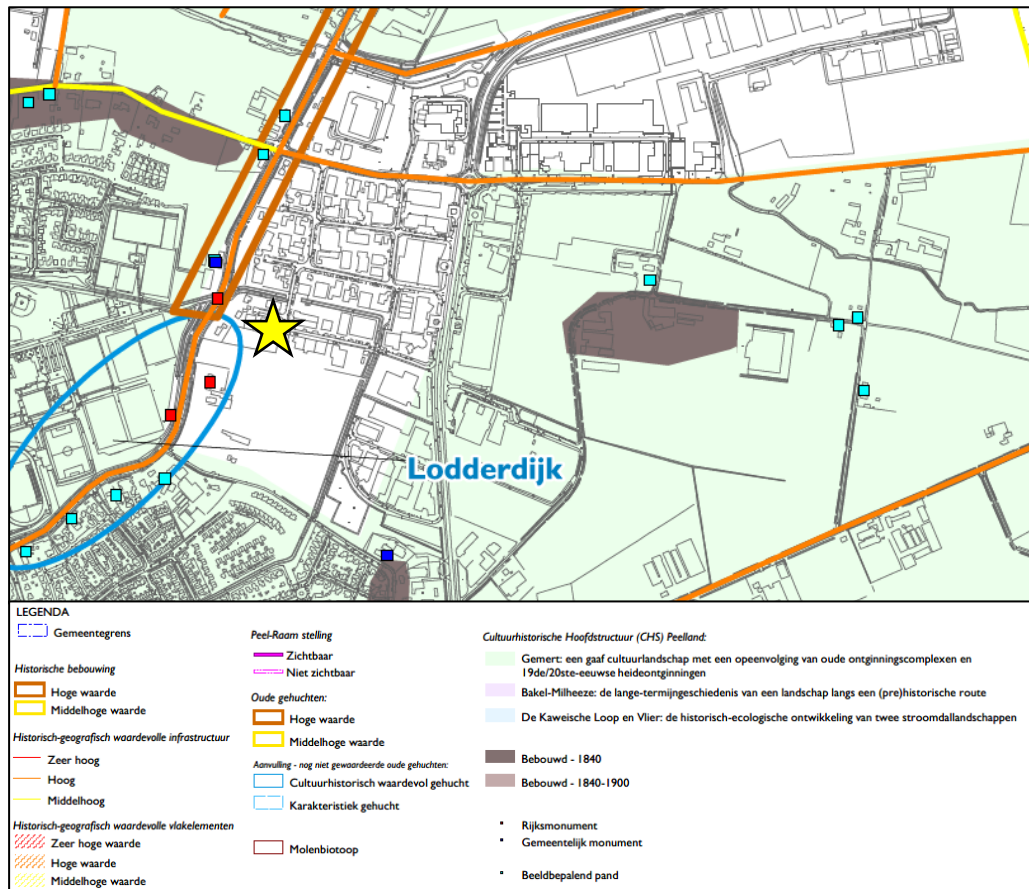 Lodderdijk
LEGENDA
Gemeentegrens
Historische bebouwing
Hoge waarde
Middelhoge waarde
Historisch-geografisch waardevolle infrastructuur
Zeer hoog
Hoog
Middelhoog
Historisch-geografisch waardevolle vlakelementen
Zeer hoge waarde
Hoge waarde
Middelhoge waarde
Peel-Raam stelling
Zichtbaar
Niet zichtbaar
Oude gehuchten:
Hoge waarde
Middelhoge waarde
Aanvulling - nog niet gewaardeerde oude gehuchten:
Cultuurhistorisch waardevol gehucht
Karakteristiek gehucht
Molenbiotoop
Cultuurhistorische Hoofdstructuur (CHS) Peelland:
Gemert: een gaaf cultuurlandschap met een opeenvolging van oude ontginningscomplexen en
19de/20ste-eeuwse heideontginningen
Bakel-Milheeze: de lange-termijngeschiedenis van een landschap langs een (pre)historische route
De Kaweische Loop en Vlier: de historisch-ecologische ontwikkeling van twee stroomdallandschappen
Bebouwd - 1840
Bebouwd - 1840-1900
Rijksmonument
Gemeentelijk monument
Beeldbepalend pand